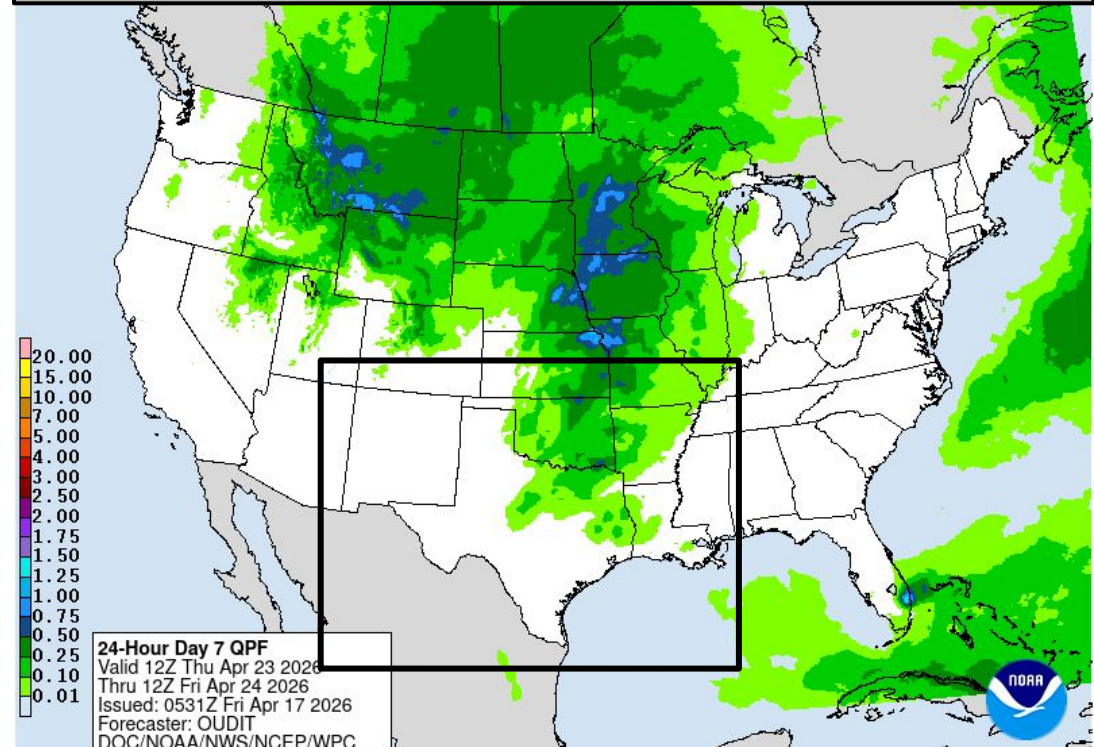 20.00
15.00
10.00
7.00
5.00
4.00
3.00
2.50
2.00
1.75
1.50
1.25
1.00
0.75
0.50
0.25
0.10
0.01
24-Hour Day 7 QPF
Valid 12Z Thu Apr 23 2026
Thru 12Z Fri Apr 24 2026
Issued: 0531Z Fri Apr 17 2026
Forecaster: OUDIT
DOC/NOAA/NWS/NCEP/WPC
NOAA